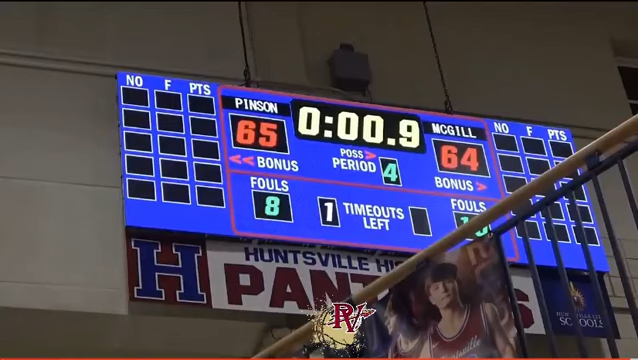 NO F PTS
PINSON 0:00.9 MCGILL
NO F PTS
65 POSS> 64
<<BONUS PERIOD 4 BONUS>
FOULS FOULS
8 1 TIMEOUTS LEFT
H HUNTSVILLE
PANT
RV
SCHOOLS